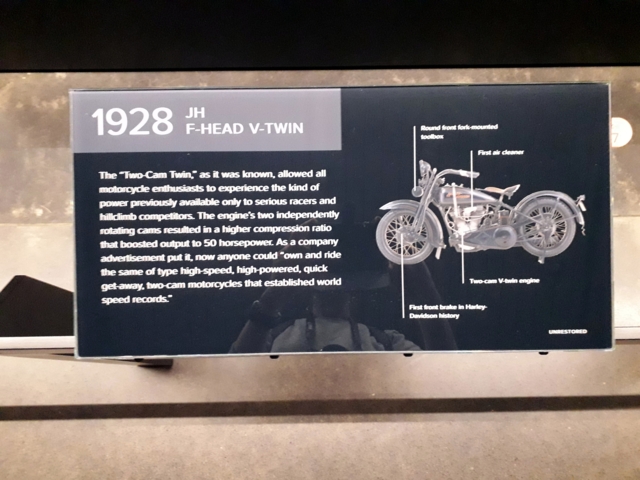 1928 JH
F-HEAD V-TWIN
The "Two-Cam Twin," as it was known, allowed all
motorcycle enthusiasts to experience the kind of
power previously available only to serious racers and
hillclimb competitors. The engine's two independently
rotating cams resulted in a higher compression ratio
that boosted output to 50 horsepower. As a company
advertisement put it, now anyone could "own and ride
the same of type high-speed, high-powered, quick
get-away, two-cam motorcycles that established world
speed records."
Round front fork-mounted
toolbox
First air cleaner
Two-cam V-twin engine
First front brake in Harley-
Davidson history
UNRESTORED